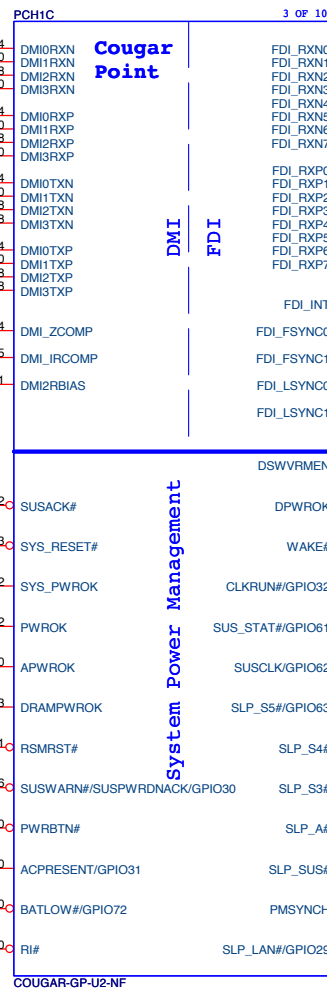 PCH1C
3 OF 10
Cougar
Point
DMI0RXN
DMI1RXN
DMI2RXN
DMI3RXN
DMI0RXP
DMI1RXP
DMI2RXP
DMI3RXP
DMI0TXN
DMI1TXN
DMI2TXN
DMI3TXN
DMI0TXP
DMI1TXP
DMI2TXP
DMI3TXP
DMI_ZCOMP
DMI_IRCOMP
DMI2RBIAS
DMI
FDI
FDI_RXN0
FDI_RXN1
FDI_RXN2
FDI_RXN3
FDI_RXN4
FDI_RXN5
FDI_RXN6
FDI_RXN7
FDI_RXP0
FDI_RXP1
FDI_RXP2
FDI_RXP3
FDI_RXP4
FDI_RXP5
FDI_RXP6
FDI_RXP7
FDI_INT
FDI_FSYNC0
FDI_FSYNC1
FDI_LSYNC0
FDI_LSYNC1
SUSACK#
SYS_RESET#
SYS_PWROK
PWROK
APWROK
DRAMPWROK
RSMRST#
SUSWARN#/SUSPWRDNACK/GPIO30
PWRBTN#
ACPRESENT/GPIO31
BATLOW#/GPIO72
RI#
System Power Management
DSWVRMEN
DPWROK
WAKE#
CLKRUN#/GPIO32
SUS_STAT#/GPIO61
SUSCLK/GPIO62
SLP_S5#/GPIO63
SLP_S4#
SLP_S3#
SLP_A#
SLP_SUS#
PMSYNCH
SLP_LAN#/GPIO29
COUGAR-GP-U2-NF